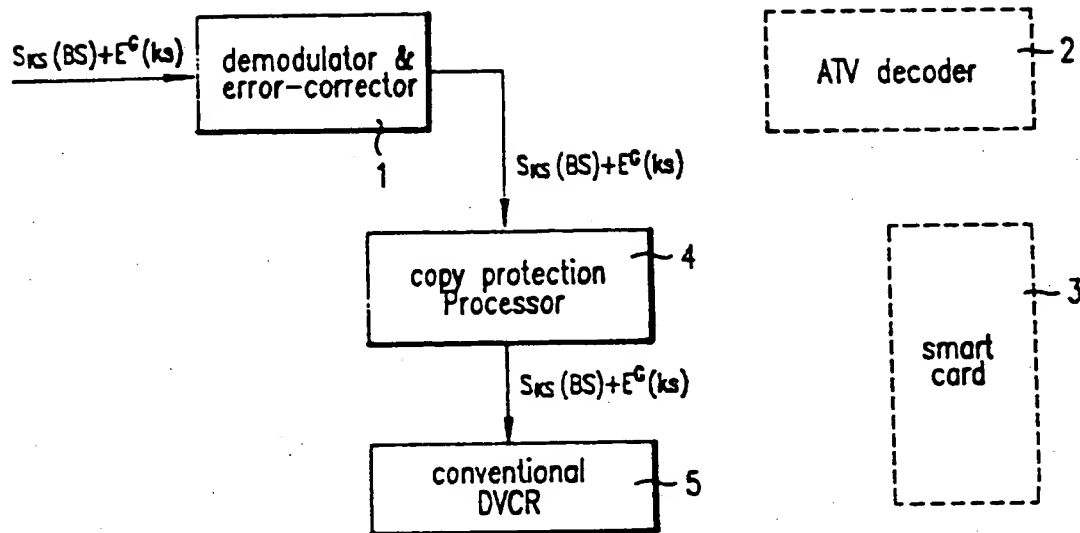 S_KS(BS)+E^G(ks)
demodulator &
error-corrector
1
ATV decoder
2
S_KS(BS)+E^G(ks)
copy protection
Processor
4
smart
card
3
S_KS(BS)+E^G(ks)
conventional
DVCR
5